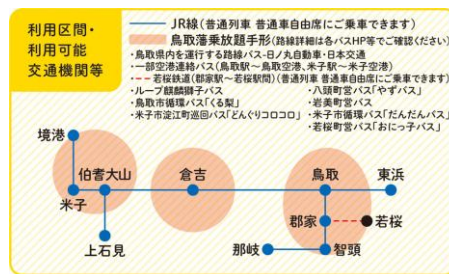 利用区間・
利用可能
交通機関等
JR線(普通列車 普通車自由席にご乗車できます)
鳥取藩乗放題手形(路線詳細は各バスHP等でご確認ください)
・鳥取県内を運行する路線バス-日ノ丸自動車・日本交通
・一部空港連絡バス(鳥取駅〜鳥取空港、米子駅〜米子空港)
・若桜鉄道(郡家駅〜若桜駅間)(普通列車 普通車自由席にご乗車できます)
・ループ麒麟獅子バス ・八頭町営バス「やずバス」
・鳥取市循環バス「くる梨」 ・岩美町営バス
・米子市淀江町巡回バス「どんぐりコロコロ」 ・米子市循環バス「だんだんバス」
・若桜町営バス「おにっ子バス」
境港
伯耆大山 倉吉 鳥取 東浜
米子
郡家 若桜
上石見 那岐 智頭